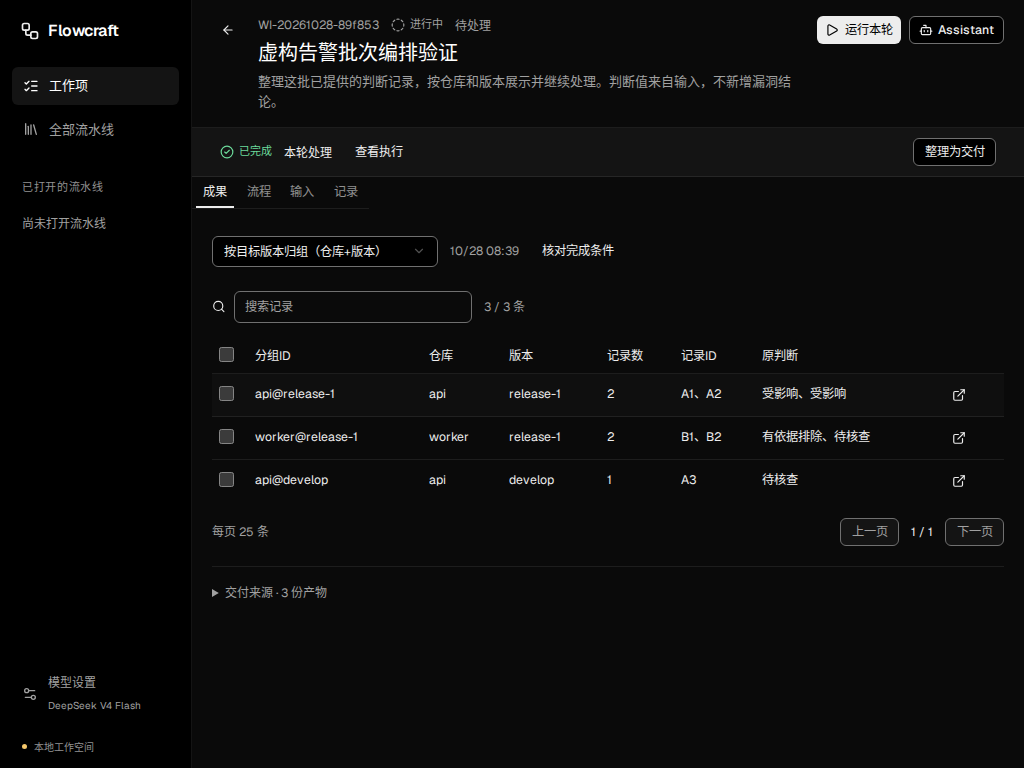 Flowcraft
工作项
全部流水线
已打开的流水线
尚未打开流水线
模型设置
DeepSeek V4 Flash
本地工作空间
WI-20261028-89f853 进行中 待处理
虚构告警批次编排验证
整理这批已提供的判断记录，按仓库和版本展示并继续处理。判断值来自输入，不新增漏洞结
论。
运行本轮 Assistant
已完成 本轮处理 查看执行 整理为交付
成果 流程 输入 记录
按目标版本归组（仓库+版本） 10/28 08:39 核对完成条件
搜索记录 3 / 3 条
分组ID 仓库 版本 记录数 记录ID 原判断
api@release-1 api release-1 2 A1、A2 受影响、受影响
worker@release-1 worker release-1 2 B1、B2 有依据排除、待核查
api@develop api develop 1 A3 待核查
每页 25 条 上一页 1 / 1 下一页
交付来源 · 3 份产物